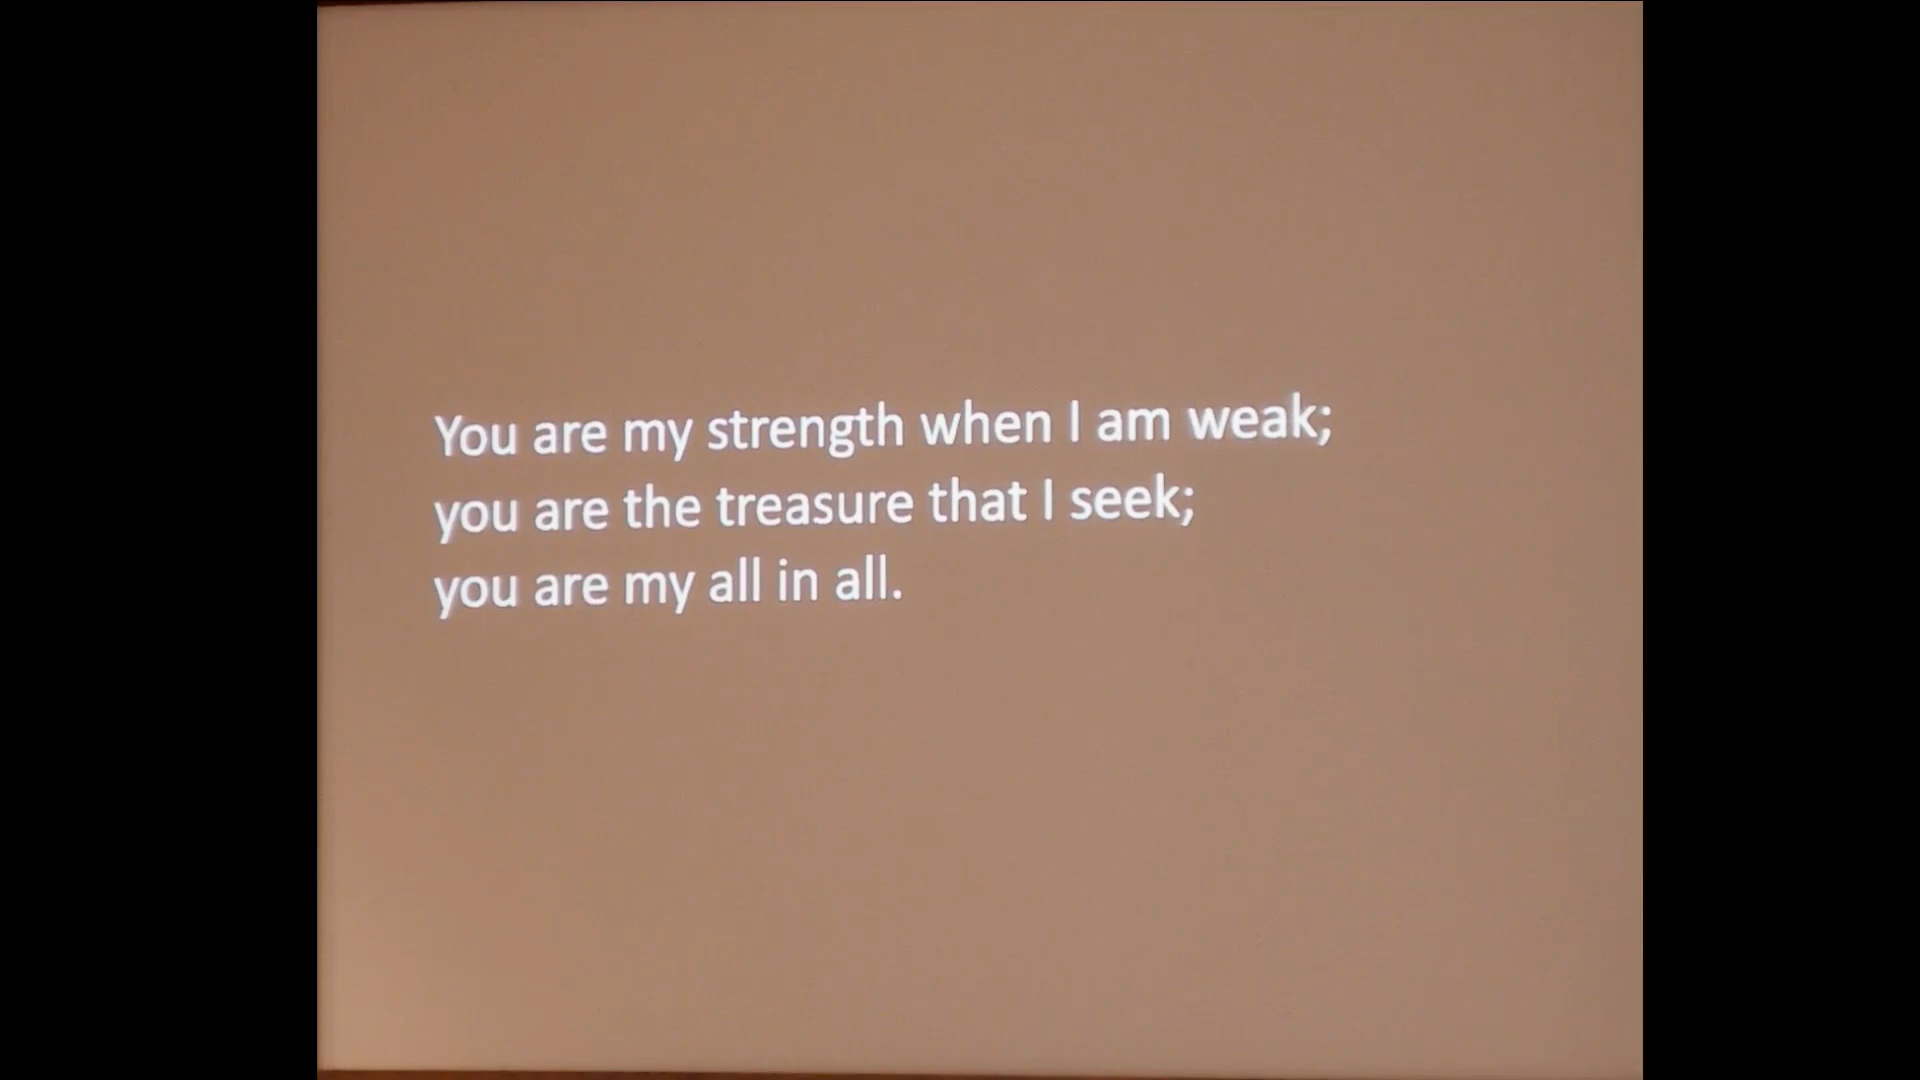 You are my strength when I am weak;
you are the treasure that I seek;
you are my all in all.